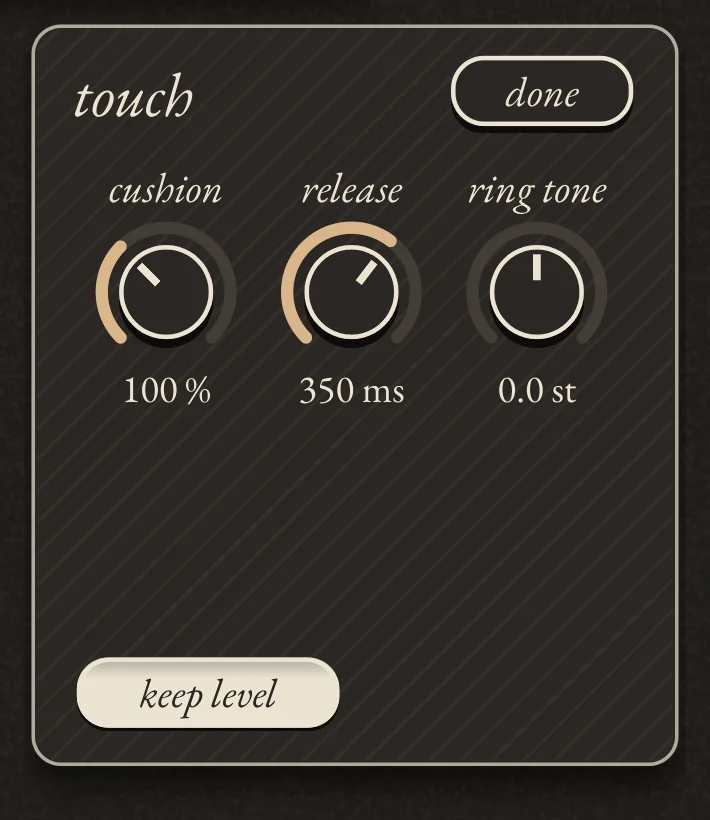 touch
done
cushion release ring tone
100 % 350 ms 0.0 st
keep level